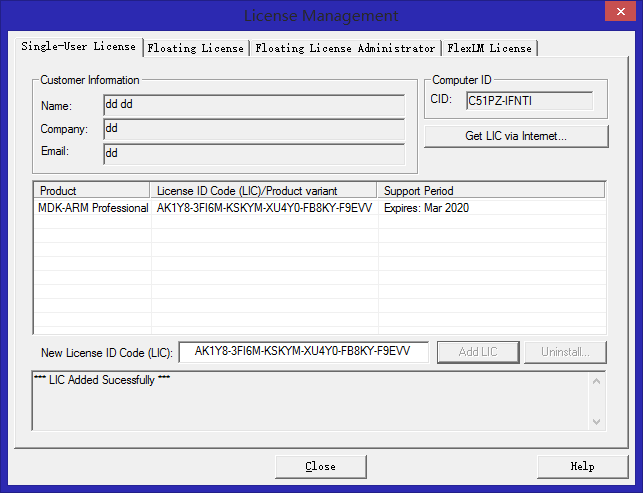 License Management
Single-User License
Floating License
Floating License Administrator
FlexLM License
Customer Information
Name: dd dd
Company: dd
Email: dd
Computer ID
CID: C51PZ-IFNTI
Get LIC via Internet...
Product License ID Code (LIC)/Product variant Support Period
MDK-ARM Professional AK1Y8-3FI6M-KSKYM-XU4Y0-FB8KY-F9EVV Expires: Mar 2020
New License ID Code (LIC): AK1Y8-3FI6M-KSKYM-XU4Y0-FB8KY-F9EVV Add LIC Uninstall...
*** LIC Added Sucessfully ***
Close Help